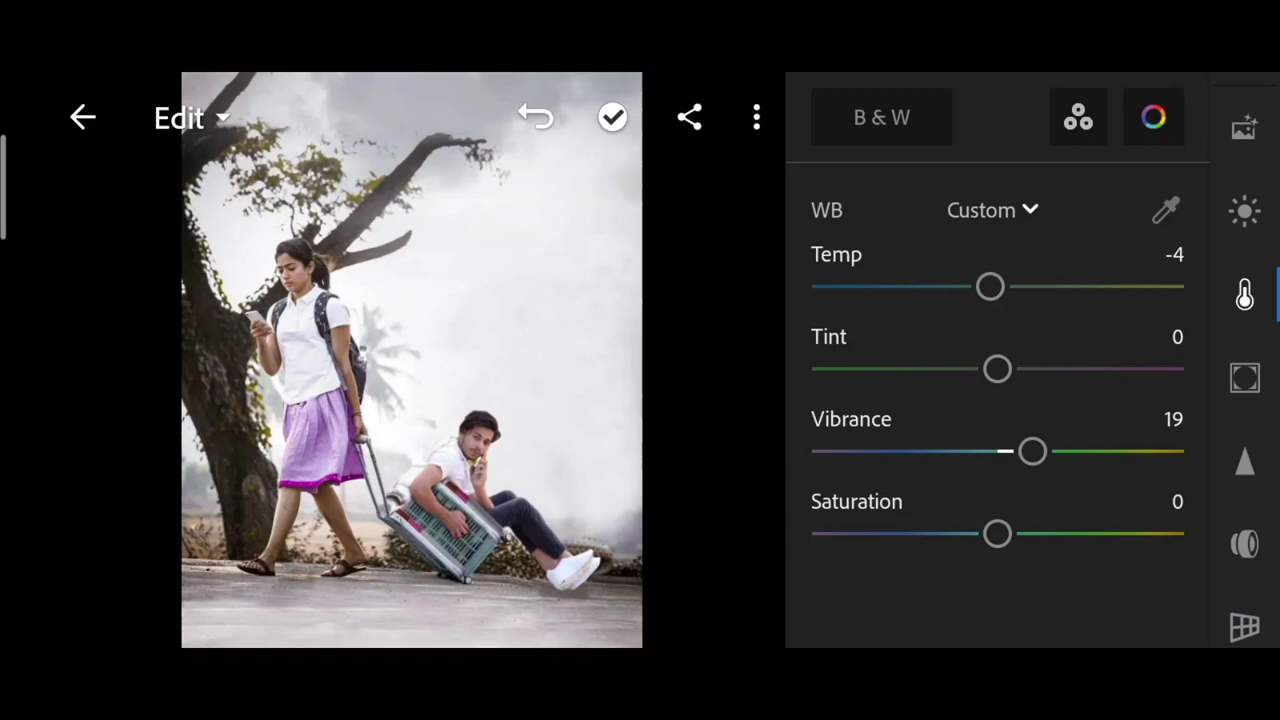 Edit
B & W
WB Custom
Temp -4
Tint 0
Vibrance 19
Saturation 0